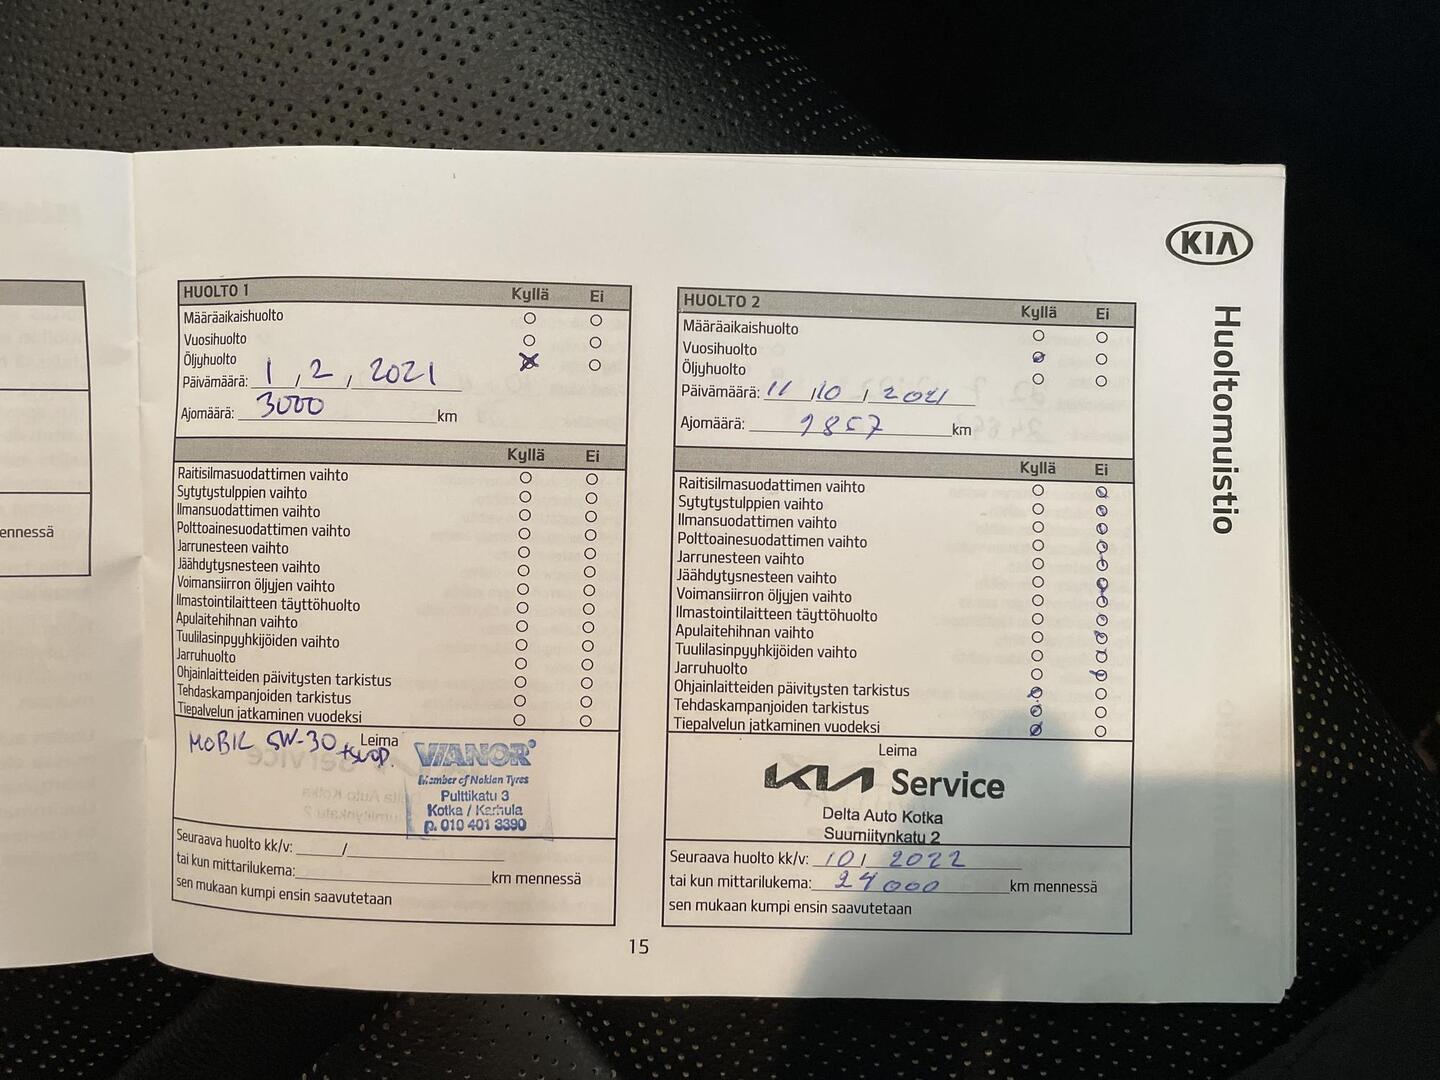 KIA
Huoltomuistio
ennessä
HUOLTO 1 Kyllä Ei
Määräaikaishuolto
Vuosihuolto
Öljyhuolto
Päivämäärä: 1 , 2 , 2021
Ajomäärä: 3000 km
Kyllä Ei
Raitisilmasuodattimen vaihto
Sytytystulppien vaihto
Ilmansuodattimen vaihto
Polttoainesuodattimen vaihto
Jarrunesteen vaihto
Jäähdytysnesteen vaihto
Voimansiirron öljyjen vaihto
Ilmastointilaitteen täyttöhuolto
Apulaitehihnan vaihto
Tuulilasinpyyhkijöiden vaihto
Jarruhuolto
Ohjainlaitteiden päivitysten tarkistus
Tehdaskampanjoiden tarkistus
Tiepalvelun jatkaminen vuodeksi
Leima
MOBIL 5W-30 +suod.
VIANOR
Member of Nokian Tyres
Pulttikatu 3
Kotka / Karhula
p. 010 401 3390
Seuraava huolto kk/v: /
tai kun mittarilukema: km mennessä
sen mukaan kumpi ensin saavutetaan
HUOLTO 2 Kyllä Ei
Määräaikaishuolto
Vuosihuolto
Öljyhuolto
Päivämäärä: 11 / 10 , 2021
Ajomäärä: 9857 km
Kyllä Ei
Raitisilmasuodattimen vaihto
Sytytystulppien vaihto
Ilmansuodattimen vaihto
Polttoainesuodattimen vaihto
Jarrunesteen vaihto
Jäähdytysnesteen vaihto
Voimansiirron öljyjen vaihto
Ilmastointilaitteen täyttöhuolto
Apulaitehihnan vaihto
Tuulilasinpyyhkijöiden vaihto
Jarruhuolto
Ohjainlaitteiden päivitysten tarkistus
Tehdaskampanjoiden tarkistus
Tiepalvelun jatkaminen vuodeksi
Leima
KIA Service
Delta Auto Kotka
Suurniitynkatu 2
Seuraava huolto kk/v: 10 / 2022
tai kun mittarilukema: 24000 km mennessä
sen mukaan kumpi ensin saavutetaan
15